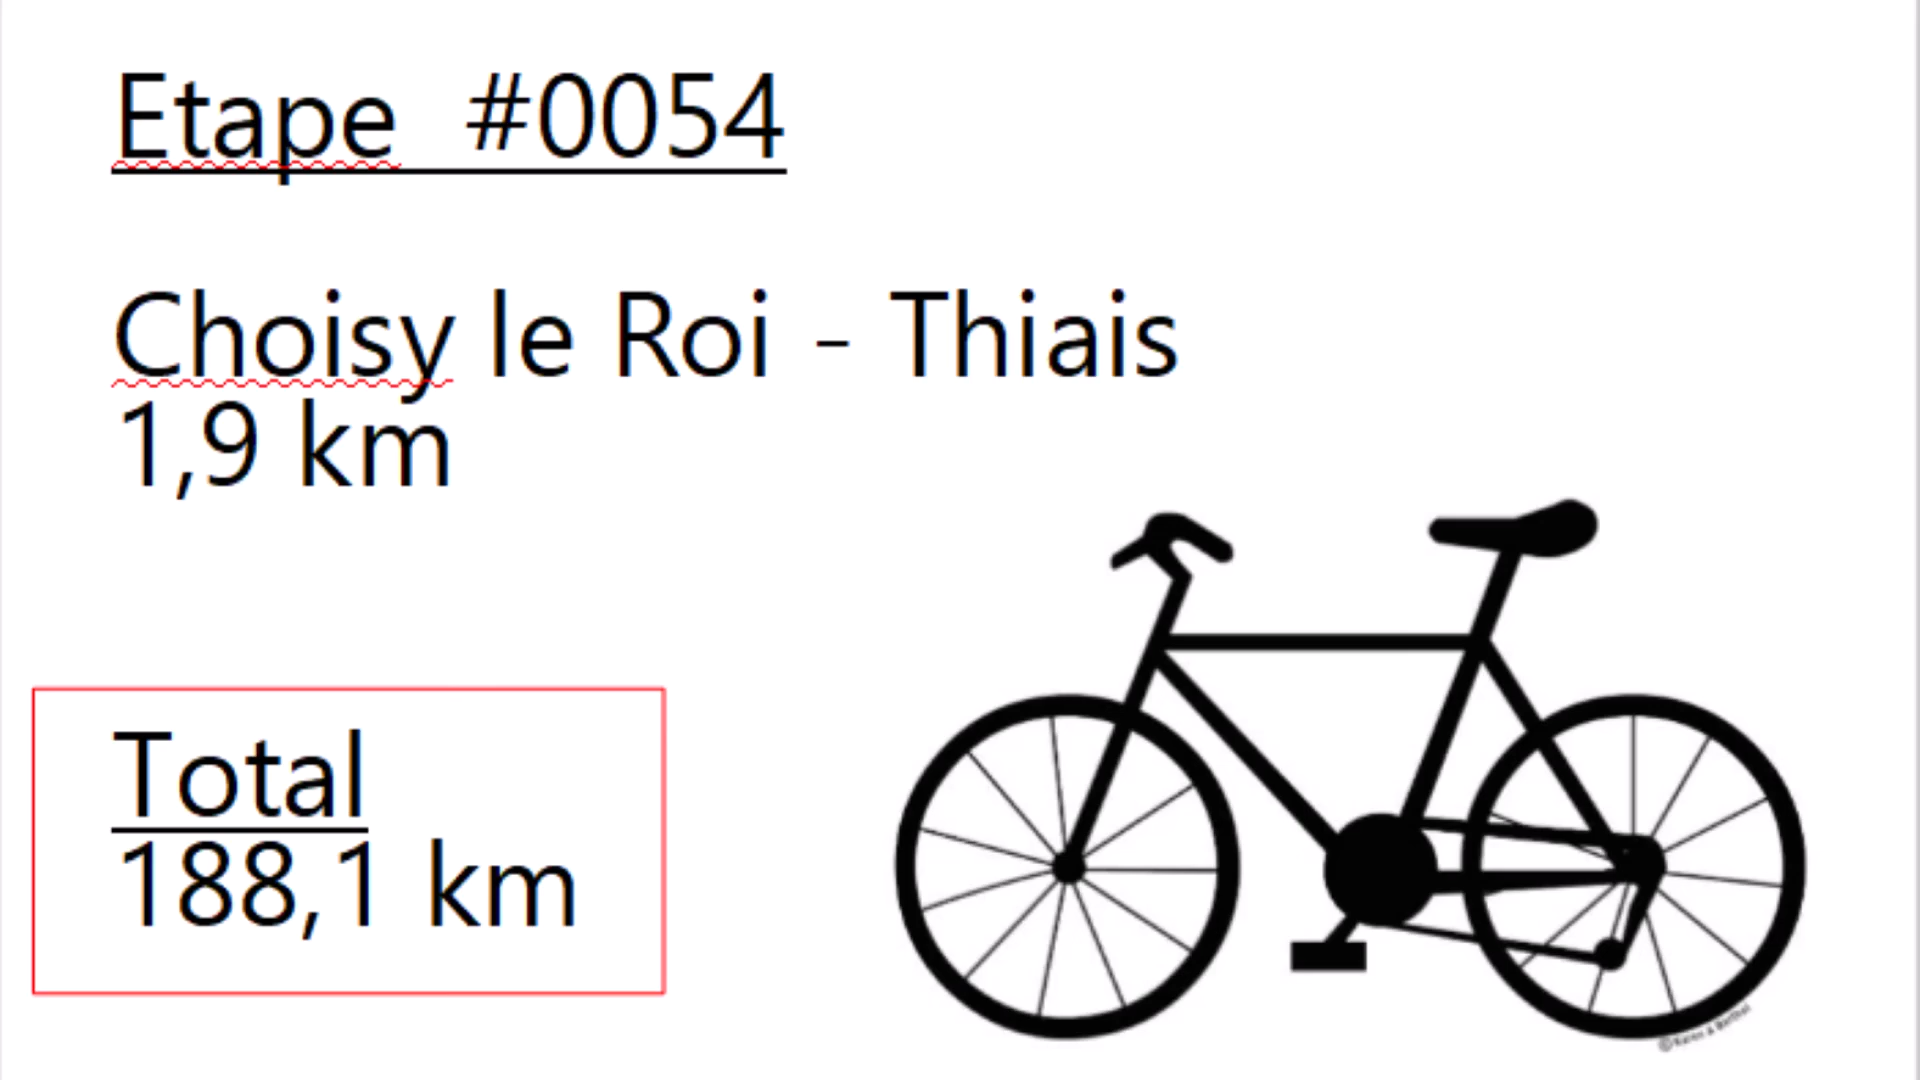 Etape #0054
Choisy le Roi - Thiais
1,9 km
Total
188,1 km